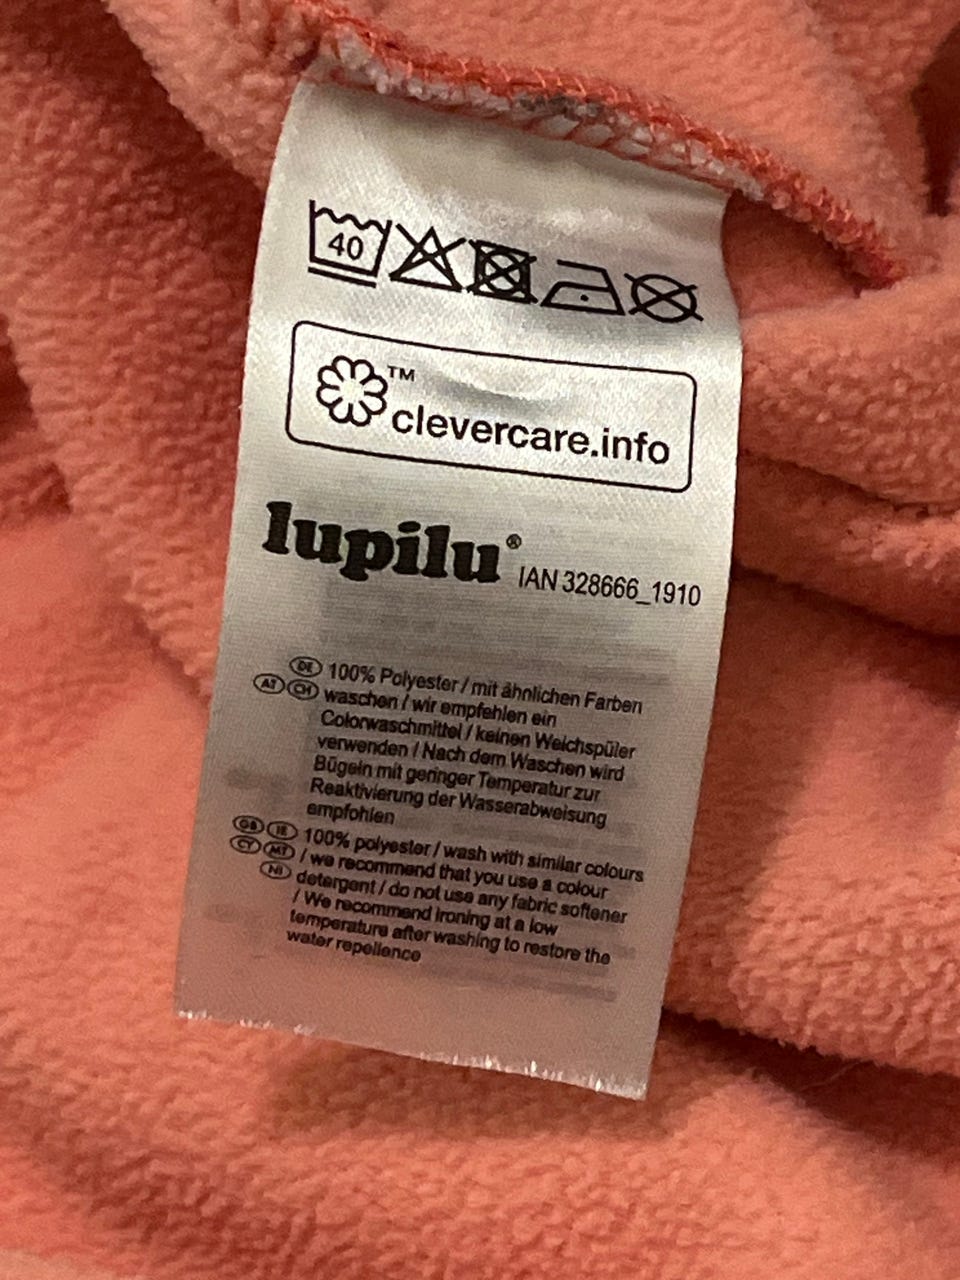 40
™
clevercare.info
lupilu®
IAN 328666_1910
DE 100% Polyester / mit ähnlichen Farben
AT CH waschen / wir empfehlen ein
Colorwaschmittel / keinen Weichspüler
verwenden / Nach dem Waschen wird
Bügeln mit geringer Temperatur zur
Reaktivierung der Wasserabweisung
empfohlen
GB IE 100% polyester / wash with similar colours
CY MT / we recommend that you use a colour
NI detergent / do not use any fabric softener
/ We recommend ironing at a low
temperature after washing to restore the
water repellence